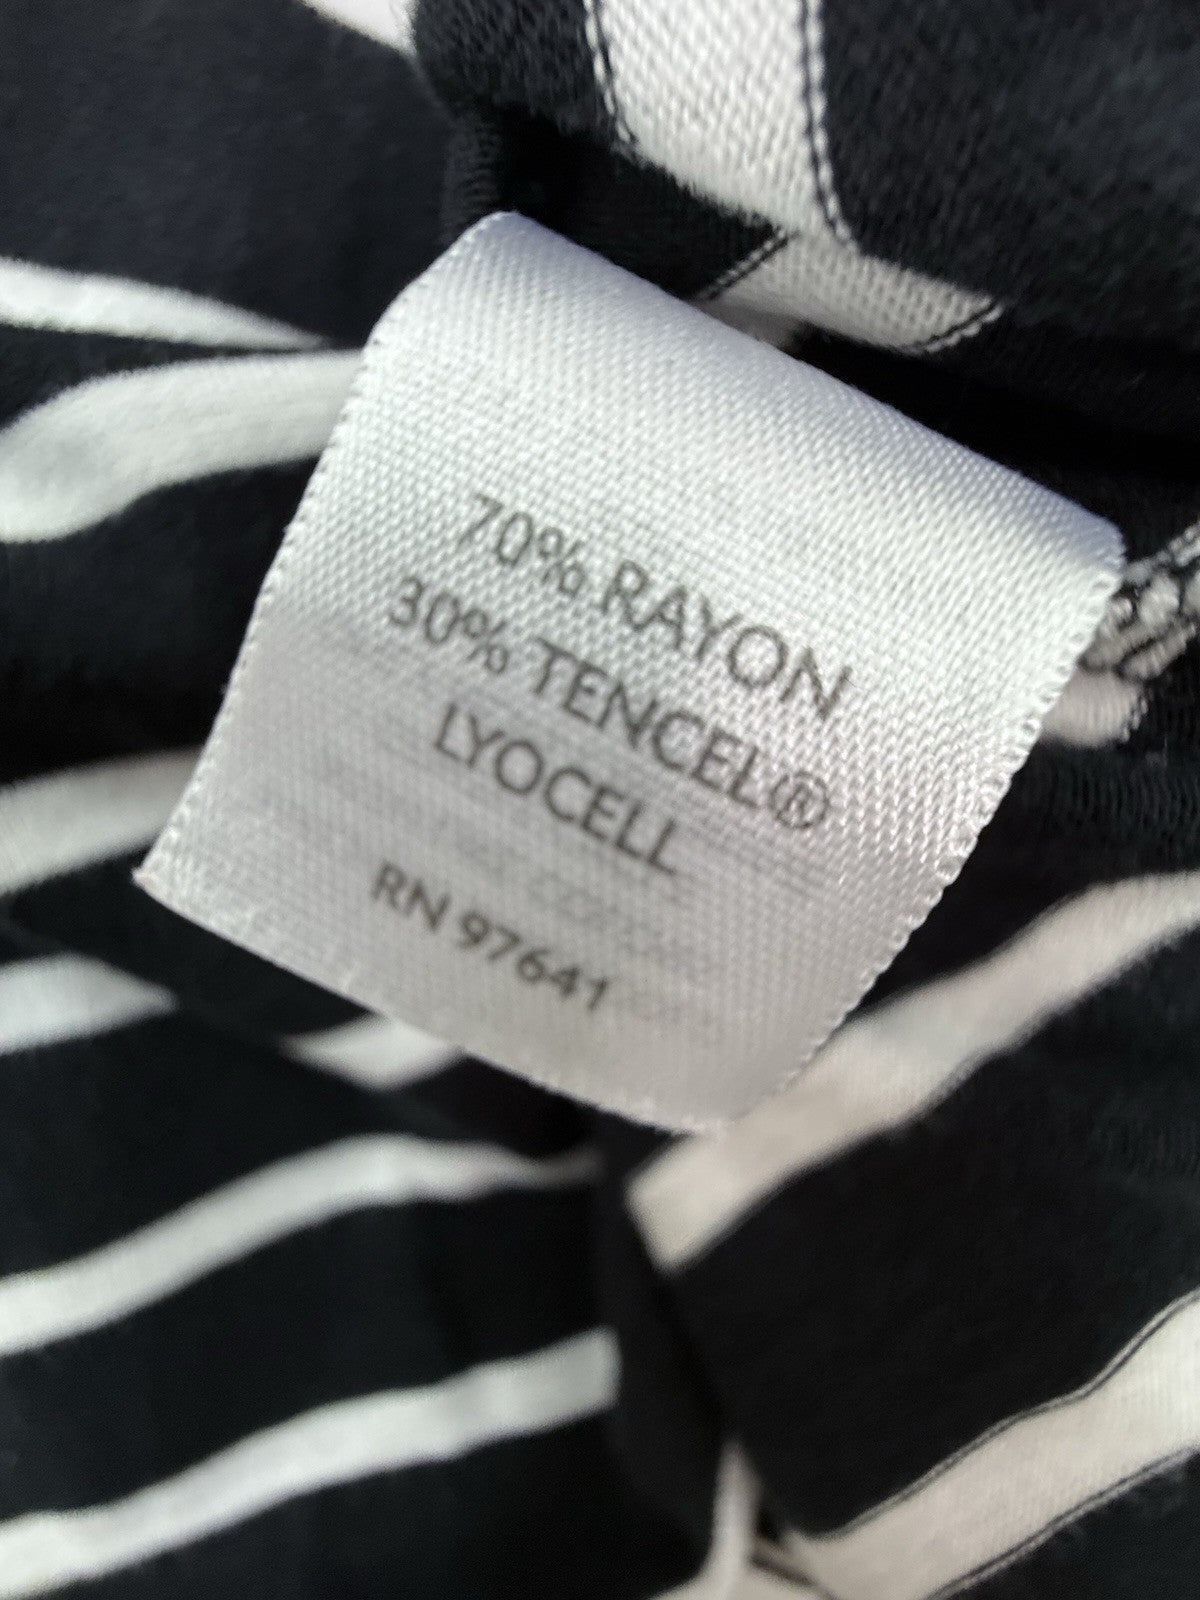 70% RAYON
30% TENCEL®
LYOCELL
RN 97641